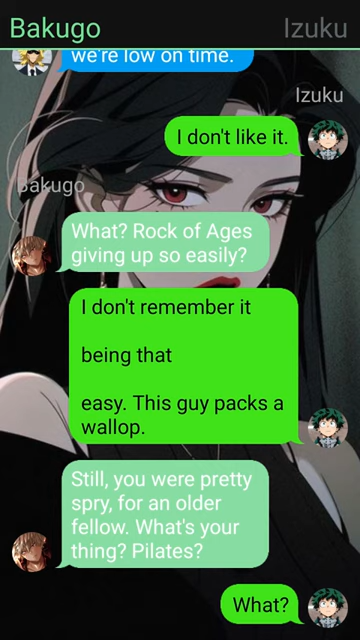 Bakugo
Izuku
we're low on time.
Izuku
I don't like it.
Bakugo
What? Rock of Ages
giving up so easily?
I don't remember it
being that
easy. This guy packs a
wallop.
Still, you were pretty
spry, for an older
fellow. What's your
thing? Pilates?
What?